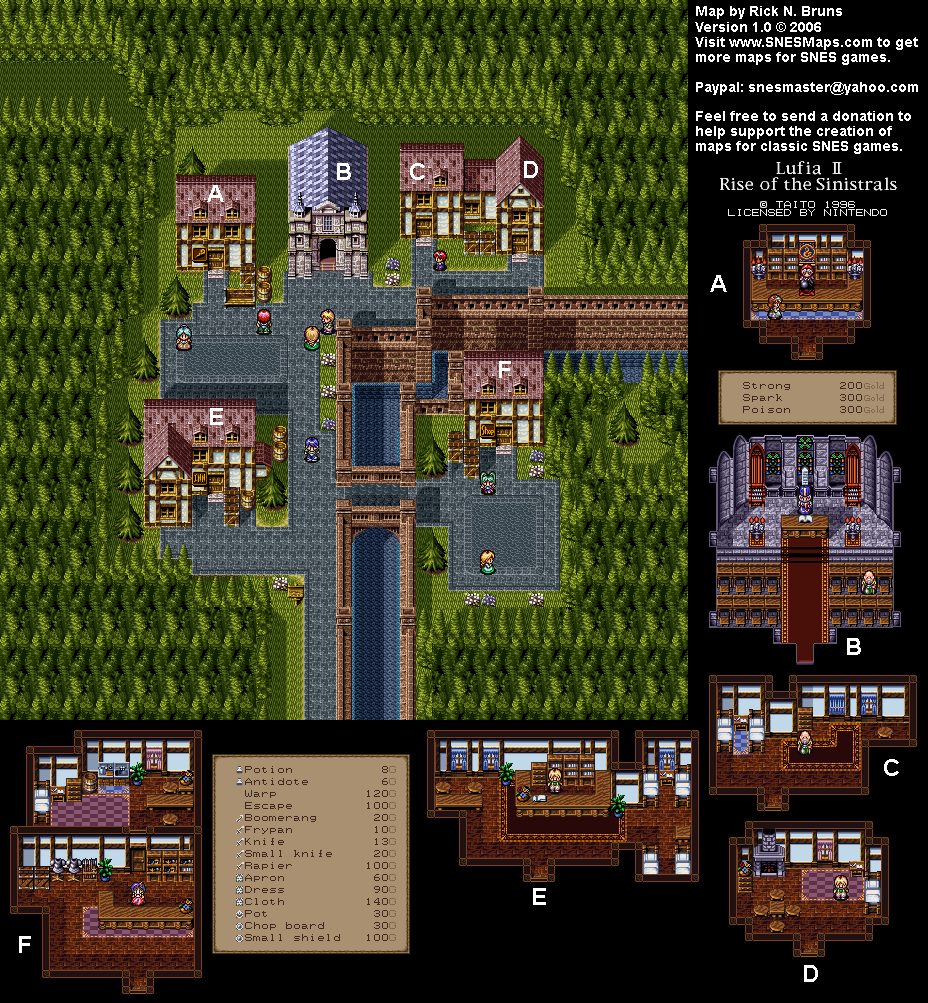 Map by Rick N. Bruns
Version 1.0 © 2006
Visit www.SNESMaps.com to get
more maps for SNES games.
Paypal: snesmaster@yahoo.com
Feel free to send a donation to
help support the creation of
maps for classic SNES games.
Lufia II
Rise of the Sinistrals
© TAITO 1996
LICENSED BY NINTENDO
A
B
C
D
E
INN
F
Shop
A
Strong 200Gold
Spark 300Gold
Poison 300Gold
B
C
D
E
F
Potion 8G
Antidote 6G
Warp 120G
Escape 100G
Boomerang 20G
Frypan 10G
Knife 13G
Small knife 20G
Rapier 100G
Apron 60G
Dress 90G
Cloth 140G
Pot 30G
Chop board 30G
Small shield 100G